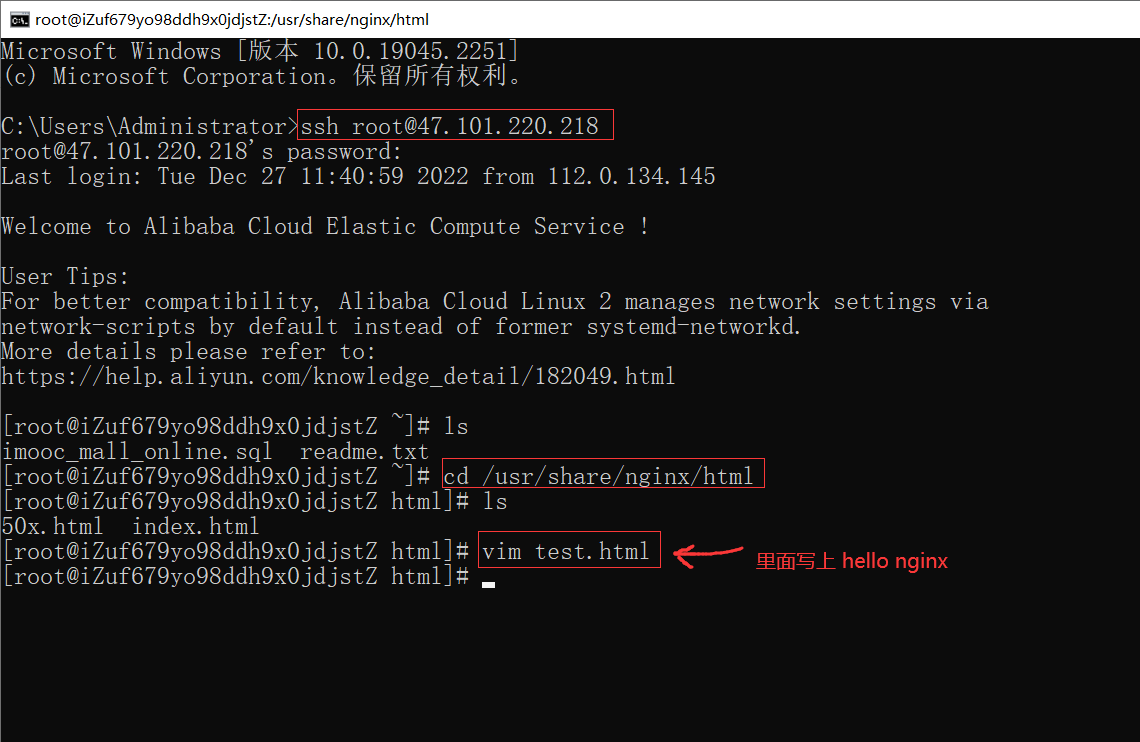 root@iZuf679yo98ddh9x0jdjstZ:/usr/share/nginx/html
Microsoft Windows [版本 10.0.19045.2251]
(c) Microsoft Corporation。保留所有权利。
C:\Users\Administrator>ssh root@47.101.220.218
root@47.101.220.218's password:
Last login: Tue Dec 27 11:40:59 2022 from 112.0.134.145
Welcome to Alibaba Cloud Elastic Compute Service !
User Tips:
For better compatibility, Alibaba Cloud Linux 2 manages network settings via
network-scripts by default instead of former systemd-networkd.
More details please refer to:
https://help.aliyun.com/knowledge_detail/182049.html
[root@iZuf679yo98ddh9x0jdjstZ ~]# ls
imooc_mall_online.sql  readme.txt
[root@iZuf679yo98ddh9x0jdjstZ ~]# cd /usr/share/nginx/html
[root@iZuf679yo98ddh9x0jdjstZ html]# ls
50x.html  index.html
[root@iZuf679yo98ddh9x0jdjstZ html]# vim test.html
里面写上 hello nginx
[root@iZuf679yo98ddh9x0jdjstZ html]#